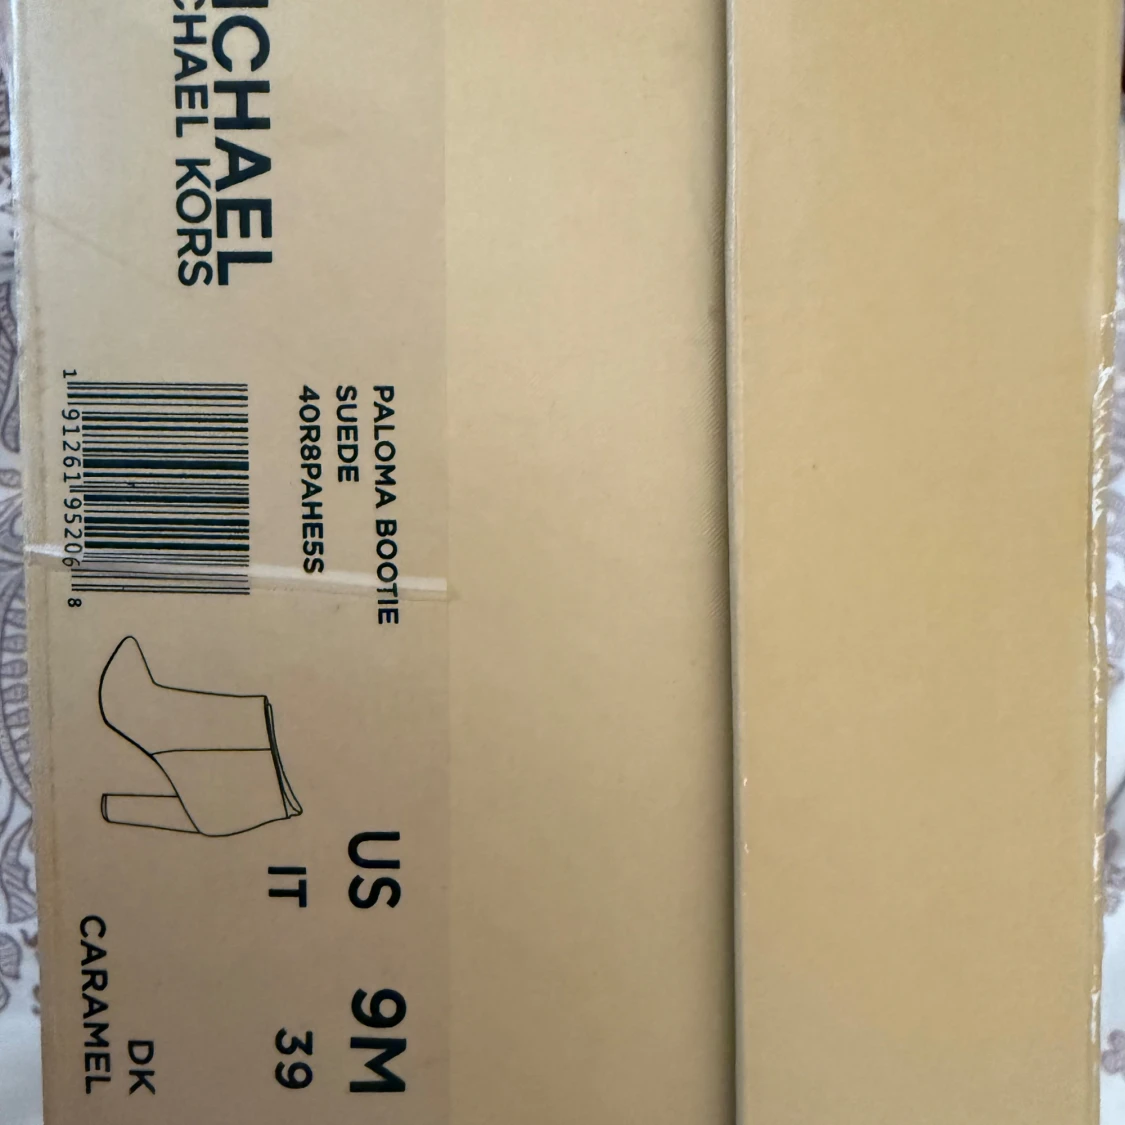 ICHAEL
CHAEL KORS
PALOMA BOOTIE
SUEDE
40R8PAHE5S
1 91261 95206 8
US 9M
IT 39
DK
CARAMEL